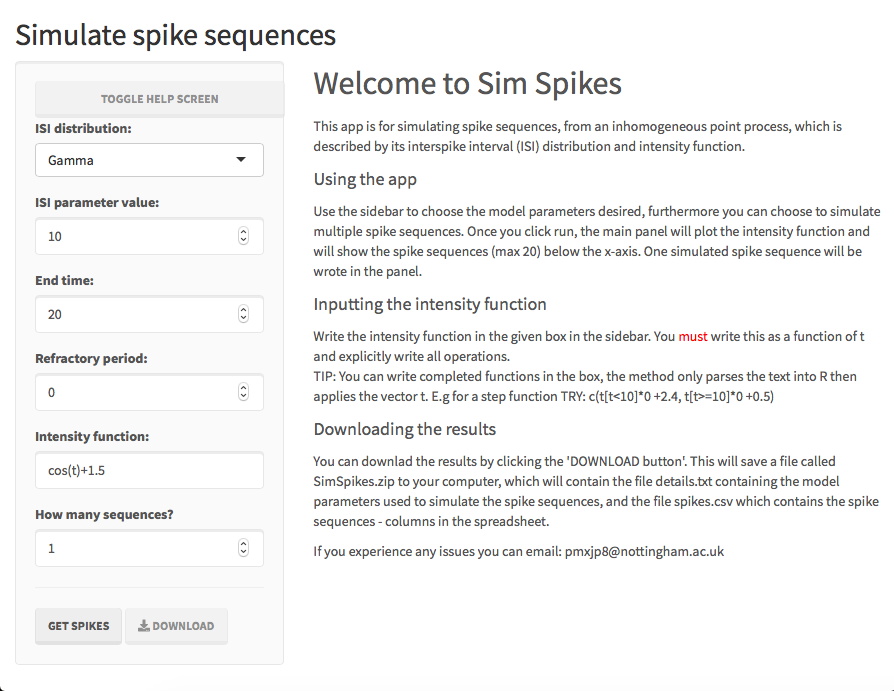 Simulate spike sequences
TOGGLE HELP SCREEN
ISI distribution:
Gamma
ISI parameter value:
10
End time:
20
Refractory period:
0
Intensity function:
cos(t)+1.5
How many sequences?
1
GET SPIKES
DOWNLOAD
Welcome to Sim Spikes
This app is for simulating spike sequences, from an inhomogeneous point process, which is
described by its interspike interval (ISI) distribution and intensity function.
Using the app
Use the sidebar to choose the model parameters desired, furthermore you can choose to simulate
multiple spike sequences. Once you click run, the main panel will plot the intensity function and
will show the spike sequences (max 20) below the x-axis. One simulated spike sequence will be
wrote in the panel.
Inputting the intensity function
Write the intensity function in the given box in the sidebar. You must write this as a function of t
and explicitly write all operations.
TIP: You can write completed functions in the box, the method only parses the text into R then
applies the vector t. E.g for a step function TRY: c(t[t<10]*0 +2.4, t[t>=10]*0 +0.5)
Downloading the results
You can downlad the results by clicking the 'DOWNLOAD button'. This will save a file called
SimSpikes.zip to your computer, which will contain the file details.txt containing the model
parameters used to simulate the spike sequences, and the file spikes.csv which contains the spike
sequences - columns in the spreadsheet.
If you experience any issues you can email: pmxjp8@nottingham.ac.uk